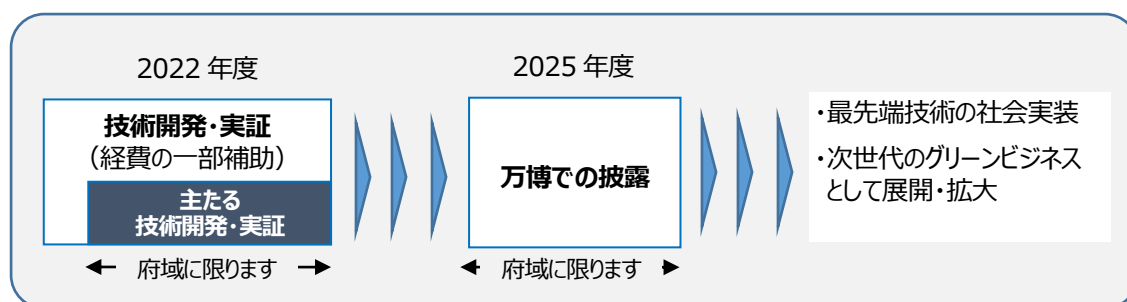 2022 年度
技術開発・実証
（経費の一部補助）
主たる
技術開発・実証
府域に限ります
2025 年度
万博での披露
府域に限ります
・最先端技術の社会実装
・次世代のグリーンビジネス
として展開・拡大